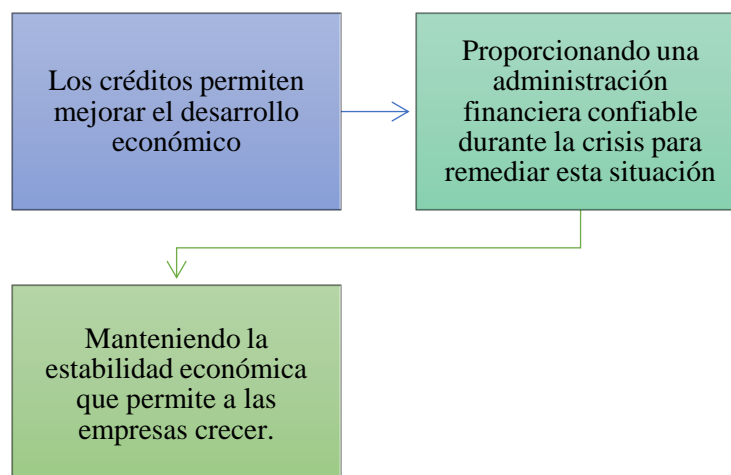 Los créditos permiten
mejorar el desarrollo
económico
Proporcionando una
administración
financiera confiable
durante la crisis para
remediar esta situación
Manteniendo la
estabilidad económica
que permite a las
empresas crecer.